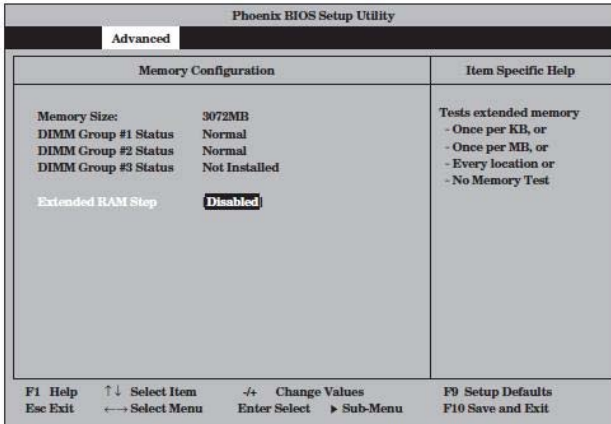 Phoenix BIOS Setup Utility
Advanced
Memory Configuration
Item Specific Help
Memory Size: 3072MB
DIMM Group #1 Status Normal
DIMM Group #2 Status Normal
DIMM Group #3 Status Not Installed
Extended RAM Step [Disabled]
Tests extended memory
- Once per KB, or
- Once per MB, or
- Every location or
- No Memory Test
F1 Help ↑↓ Select Item -/+ Change Values F9 Setup Defaults
Esc Exit ←→ Select Menu Enter Select ▶ Sub-Menu F10 Save and Exit